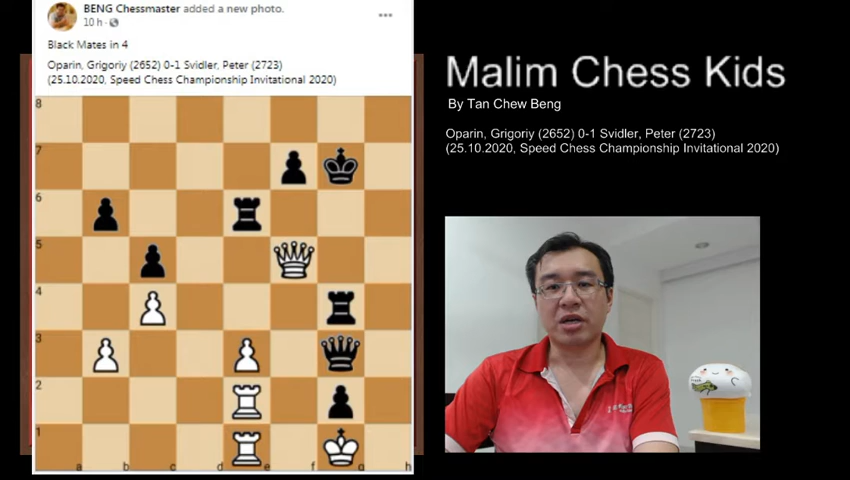 BENG Chessmaster added a new photo.
10 h
Black Mates in 4
Oparin, Grigoriy (2652) 0-1 Svidler, Peter (2723)
(25.10.2020, Speed Chess Championship Invitational 2020)
Malim Chess Kids
By Tan Chew Beng
Oparin, Grigoriy (2652) 0-1 Svidler, Peter (2723)
(25.10.2020, Speed Chess Championship Invitational 2020)
8
7
6
5
4
3
2
1
a b c d e f g h